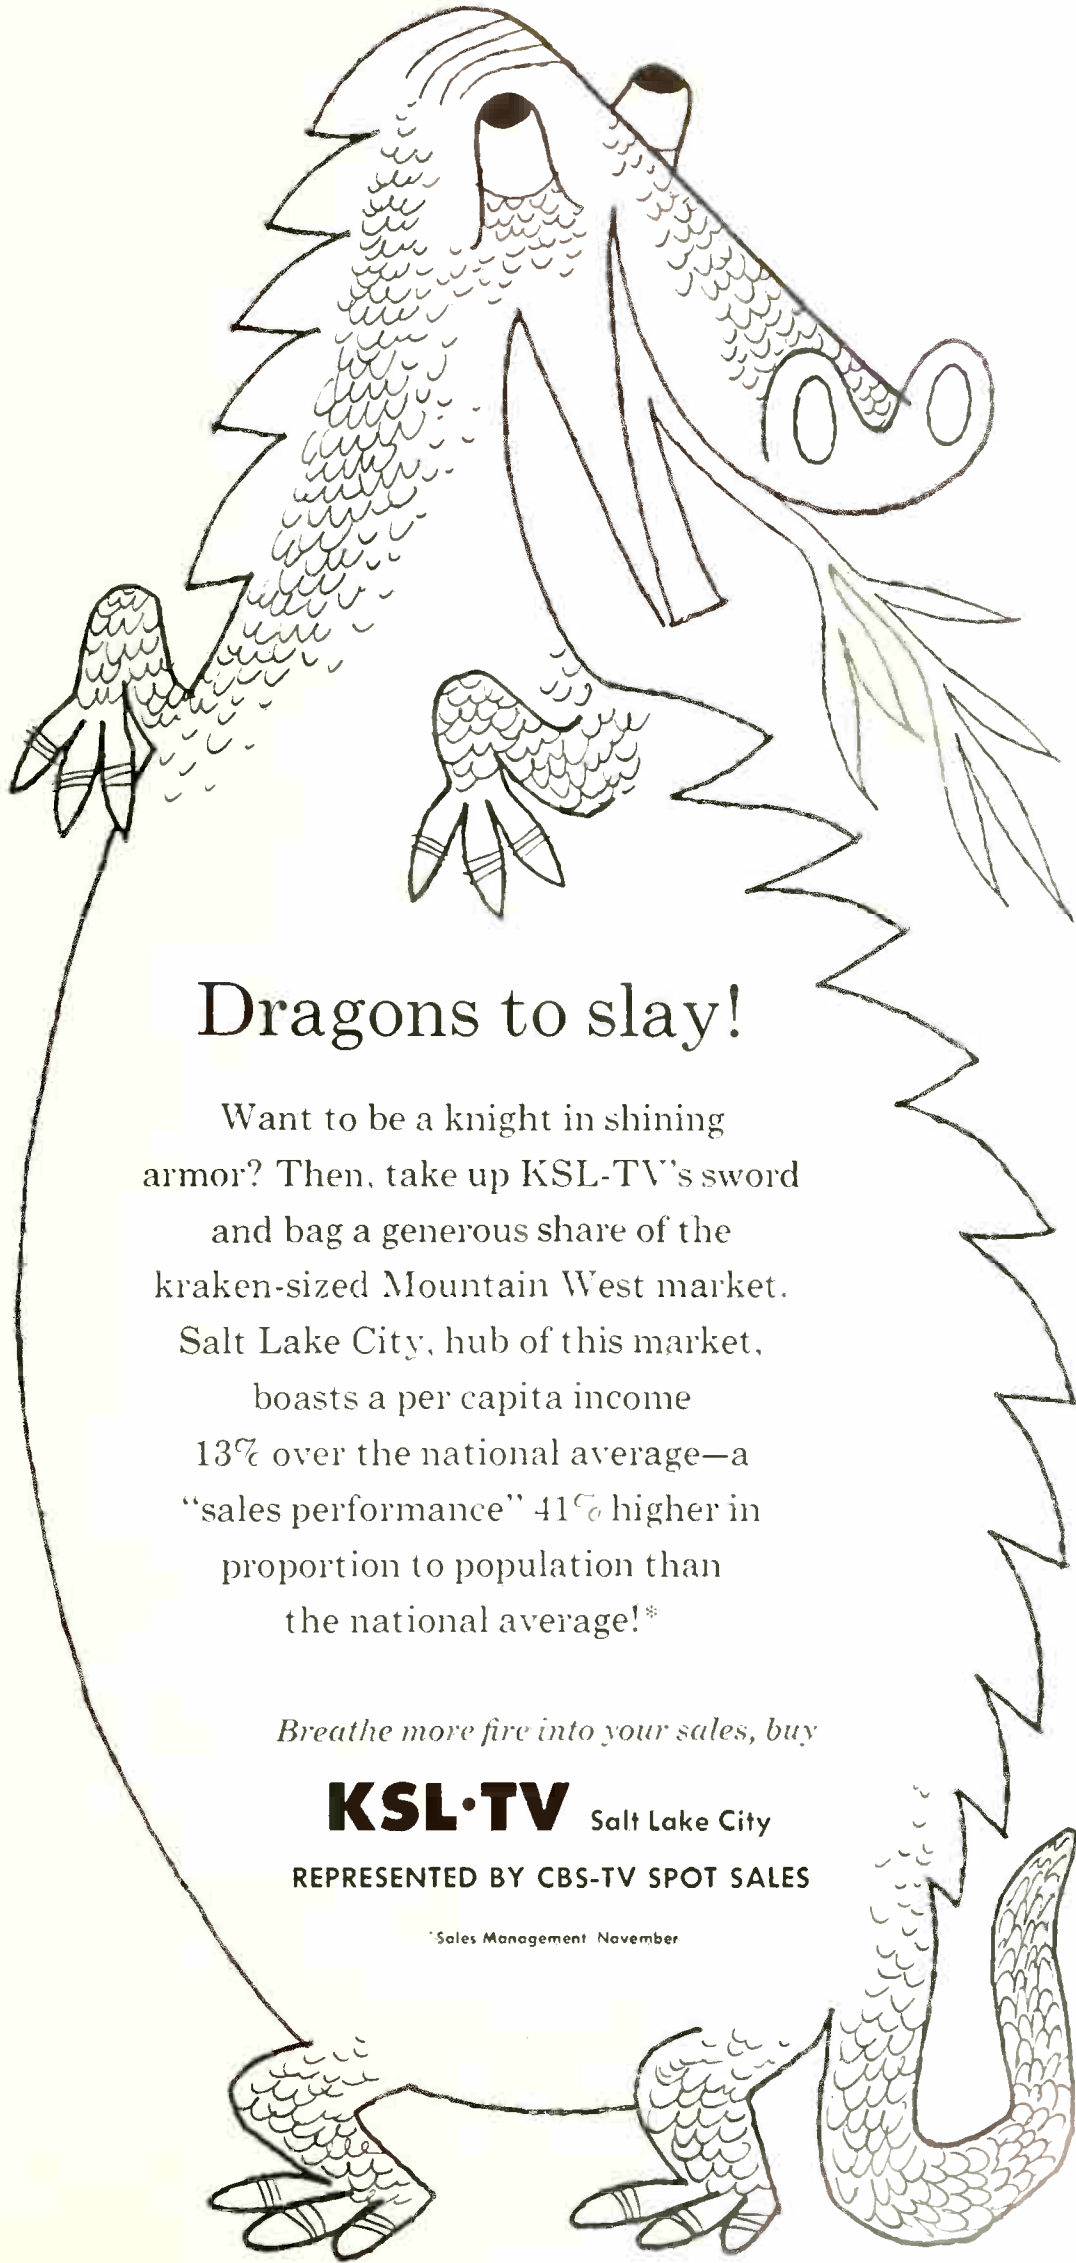 Dragons to slay!
Want to be a knight in shining
armor? Then, take up KSL-TV's sword
and bag a generous share of the
kraken-sized Mountain West market.
Salt Lake City, hub of this market,
boasts a per capita income
13% over the national average—a
“sales performance” 41% higher in
proportion to population than
the national average!*
Breathe more fire into your sales, buy
KSL•TV Salt Lake City
REPRESENTED BY CBS-TV SPOT SALES
*Sales Management November